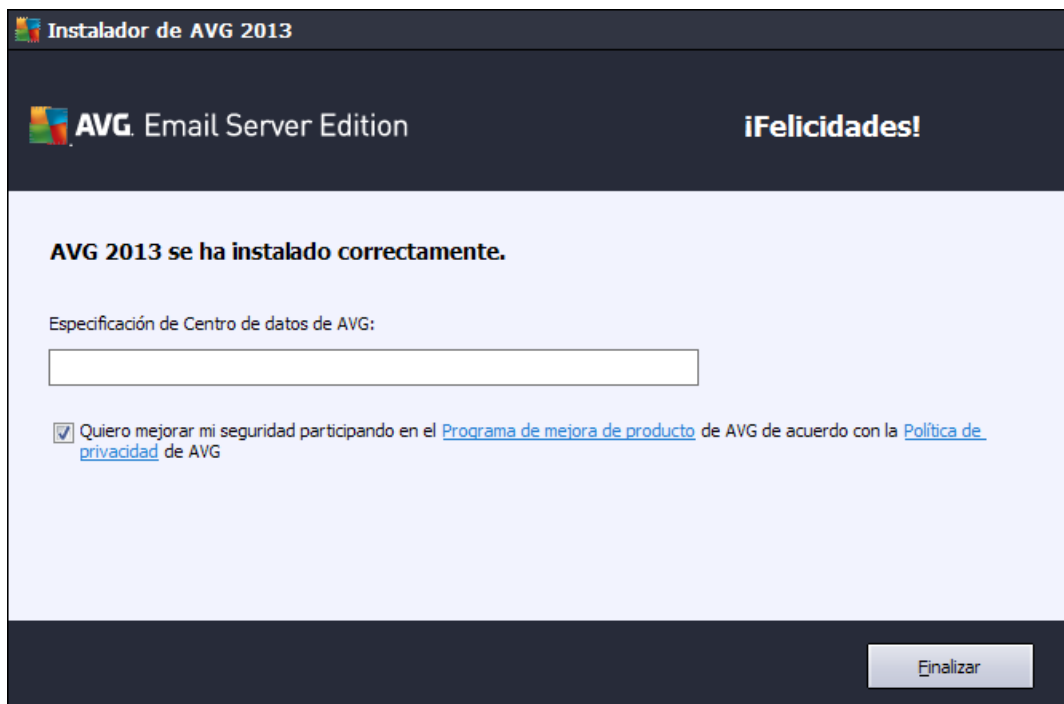 Instalador de AVG 2013
AVG. Email Server Edition
¡Felicidades!
AVG 2013 se ha instalado correctamente.
Especificación de Centro de datos de AVG:
Quiero mejorar mi seguridad participando en el Programa de mejora de producto de AVG de acuerdo con la Política de
privacidad de AVG
Finalizar